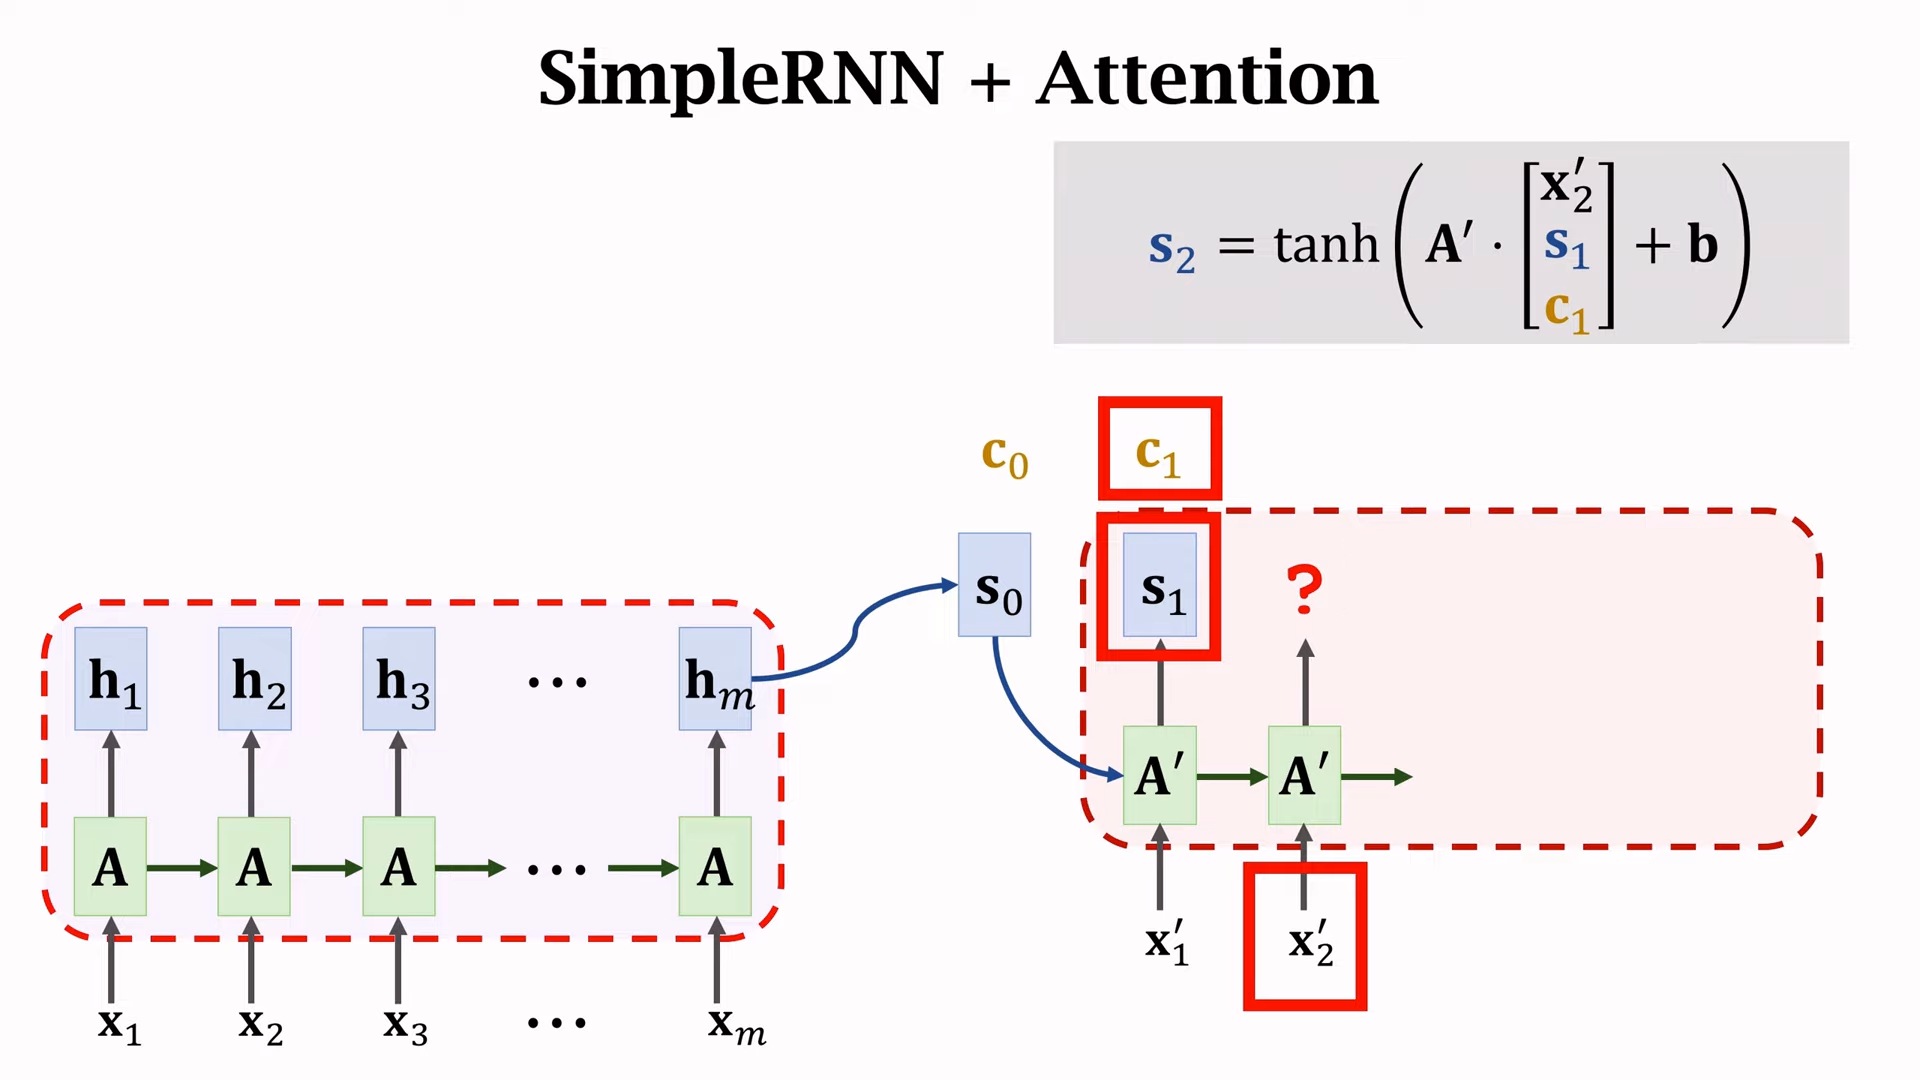 SimpleRNN + Attention
s₂ = tanh(A′ · [x′₂ s₁ c₁] + b)
c₀ c₁
s₀ s₁ ?
h₁ h₂ h₃ ⋯ hₘ
A′ A′
A A A ⋯ A
x′₁ x′₂
x₁ x₂ x₃ ⋯ xₘ